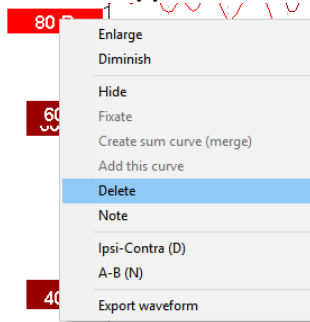 80
Enlarge
Diminish
Hide
60
Fixate
Create sum curve (merge)
Add this curve
Delete
Note
Ipsi-Contra (D)
A-B (N)
40
Export waveform